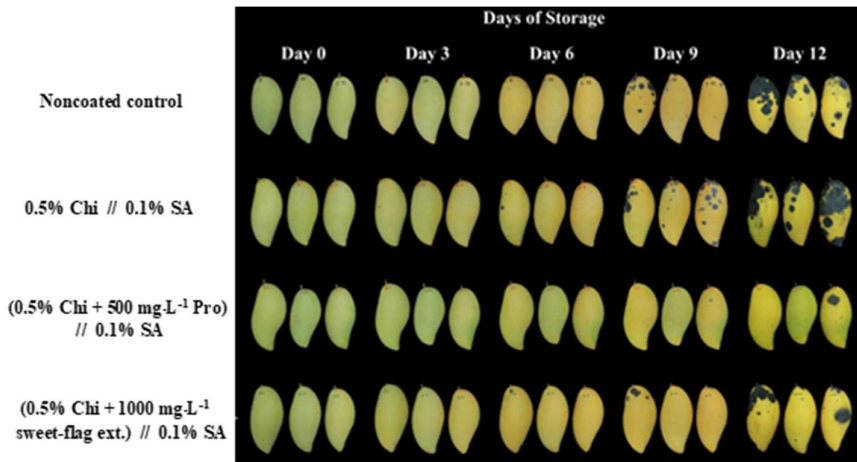 Days of Storage
Day 0 Day 3 Day 6 Day 9 Day 12
Noncoated control
0.5% Chi // 0.1% SA
(0.5% Chi + 500 mg·L⁻¹ Pro)
// 0.1% SA
(0.5% Chi + 1000 mg·L⁻¹
sweet-flag ext.) // 0.1% SA